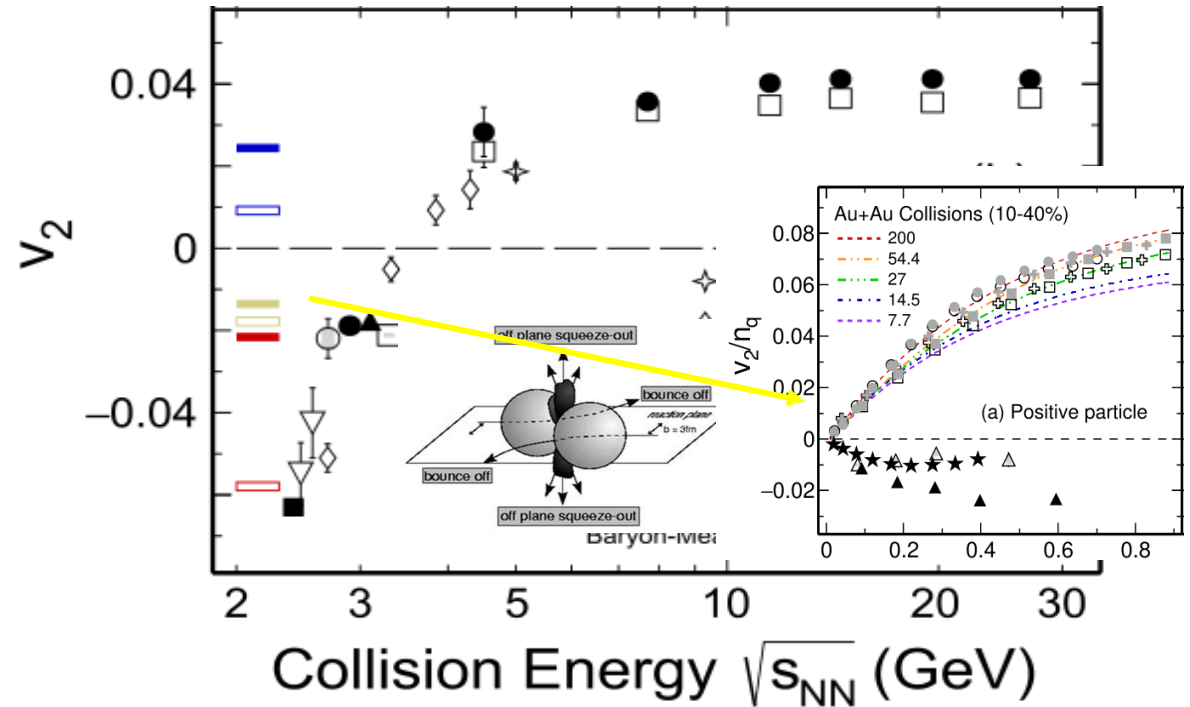 0.04
0
−0.04
v2
2
3
5
10
20
30
Collision Energy √sNN (GeV)
off plane squeeze-out
bounce off
reaction plane
b = 3fm
bounce off
off plane squeeze-out
Au+Au Collisions (10-40%)
200
54.4
27
14.5
7.7
(a) Positive particle
v2/nq
0.08
0.06
0.04
0.02
0
−0.02
0
0.2
0.4
0.6
0.8